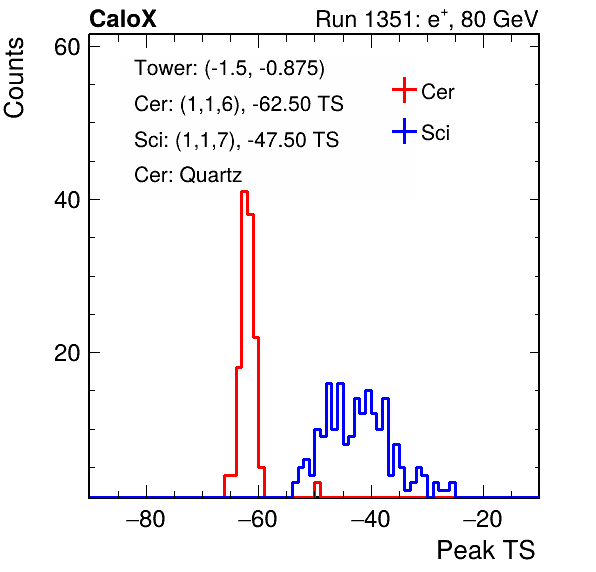 CaloX Run 1351: e⁺, 80 GeV
Counts
60
Tower: (-1.5, -0.875)
Cer: (1,1,6), -62.50 TS
Sci: (1,1,7), -47.50 TS
Cer: Quartz
Cer
Sci
40
20
−80 −60 −40 −20
Peak TS